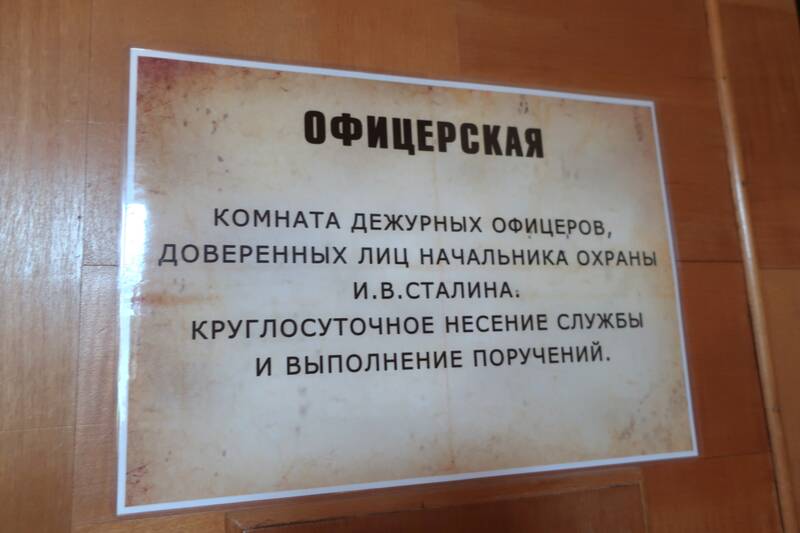 ОФИЦЕРСКАЯ
КОМНАТА ДЕЖУРНЫХ ОФИЦЕРОВ,
ДОВЕРЕННЫХ ЛИЦ НАЧАЛЬНИКА ОХРАНЫ
И.В.СТАЛИНА.
КРУГЛОСУТОЧНОЕ НЕСЕНИЕ СЛУЖБЫ
И ВЫПОЛНЕНИЕ ПОРУЧЕНИЙ.